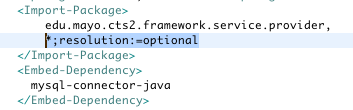 <Import-Package>
edu.mayo.cts2.framework.service.provider,
*;resolution:=optional
</Import-Package>
<Embed-Dependency>
mysql-connector-java
</Embed-Dependency>